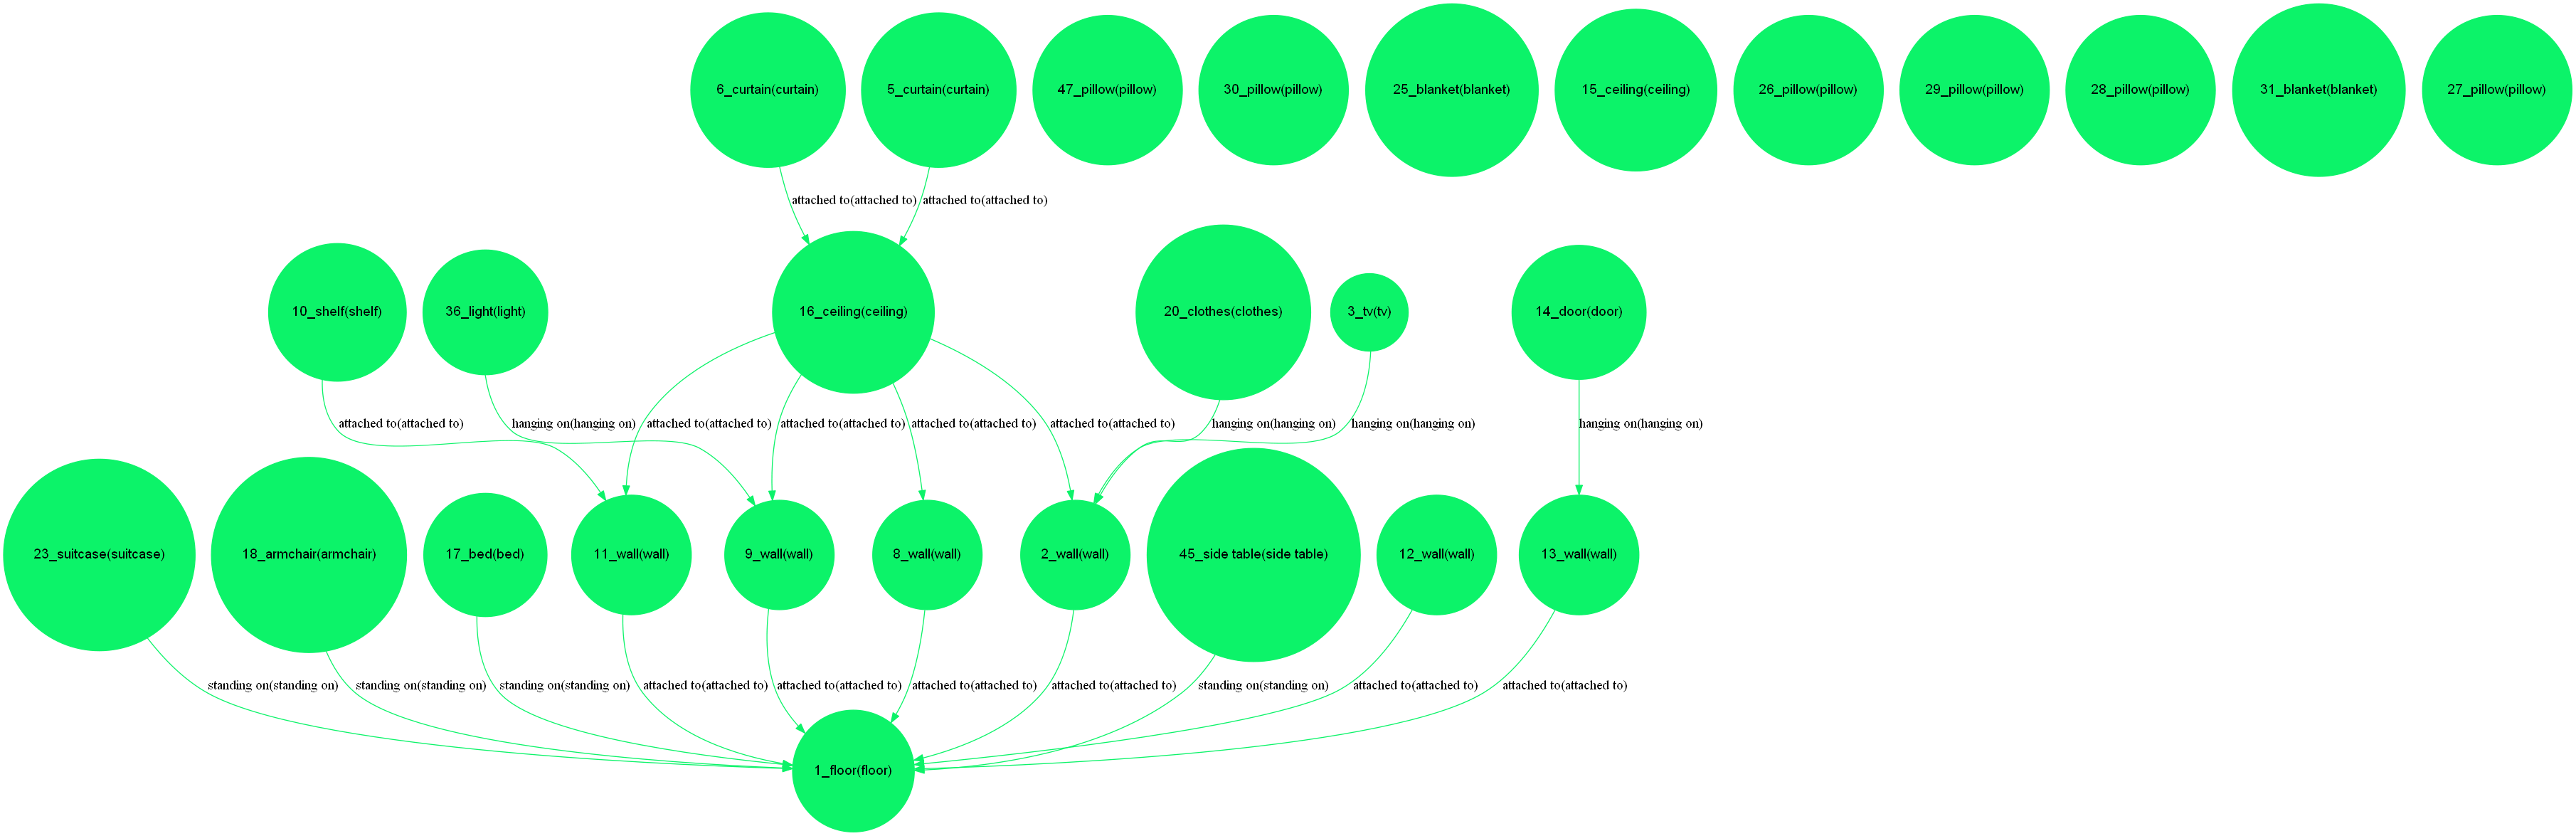 6_curtain(curtain)
5_curtain(curtain)
47_pillow(pillow)
30_pillow(pillow)
25_blanket(blanket)
15_ceiling(ceiling)
26_pillow(pillow)
29_pillow(pillow)
28_pillow(pillow)
31_blanket(blanket)
27_pillow(pillow)
attached to(attached to)
attached to(attached to)
10_shelf(shelf)
36_light(light)
16_ceiling(ceiling)
20_clothes(clothes)
3_tv(tv)
14_door(door)
attached to(attached to)
hanging on(hanging on)
attached to(attached to)
attached to(attached to)
attached to(attached to)
attached to(attached to)
hanging on(hanging on)
hanging on(hanging on)
hanging on(hanging on)
23_suitcase(suitcase)
18_armchair(armchair)
17_bed(bed)
11_wall(wall)
9_wall(wall)
8_wall(wall)
2_wall(wall)
45_side table(side table)
12_wall(wall)
13_wall(wall)
standing on(standing on)
standing on(standing on)
standing on(standing on)
attached to(attached to)
attached to(attached to)
attached to(attached to)
attached to(attached to)
standing on(standing on)
attached to(attached to)
attached to(attached to)
1_floor(floor)